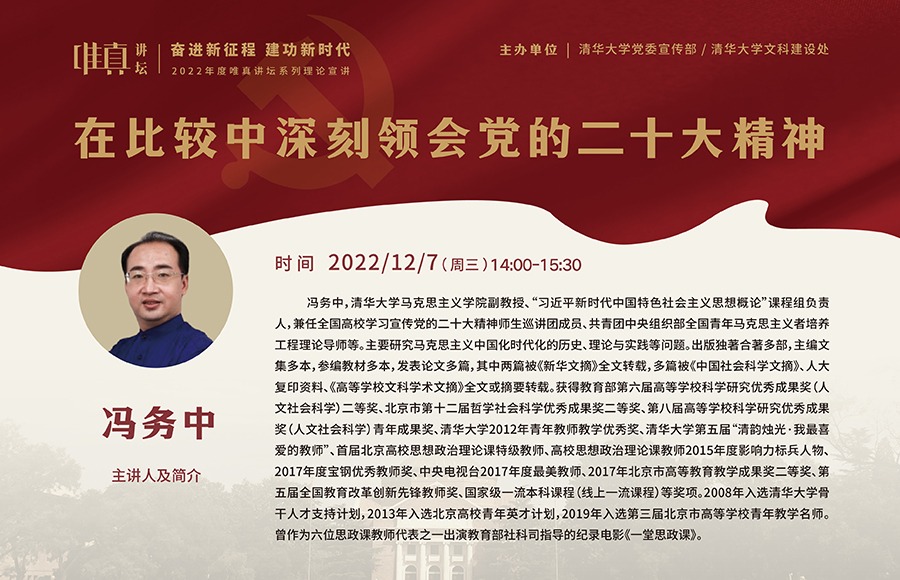 唯真讲坛
奋进新征程 建功新时代
2022年度唯真讲坛系列理论宣讲
主办单位 清华大学党委宣传部 / 清华大学文科建设处
在比较中深刻领会党的二十大精神
时间 2022/12/7（周三）14:00-15:30
冯务中，清华大学马克思主义学院副教授、“习近平新时代中国特色社会主义思想概论”课程组负责
人，兼任全国高校学习宣传党的二十大精神师生巡讲团成员、共青团中央组织部全国青年马克思主义者培养
工程理论导师等。主要研究马克思主义中国化时代化的历史、理论与实践等问题。出版独著合著多部，主编文
集多本，参编教材多本，发表论文多篇，其中两篇被《新华文摘》全文转载，多篇被《中国社会科学文摘》、人大
复印资料、《高等学校文科学术文摘》全文或摘要转载。获得教育部第六届高等学校科学研究优秀成果奖（人
文社会科学）二等奖、北京市第十二届哲学社会科学优秀成果奖二等奖、第八届高等学校科学研究优秀成果
奖（人文社会科学）青年成果奖、清华大学2012年青年教师教学优秀奖、清华大学第五届“清韵烛光·我最喜
爱的教师”、首届北京高校思想政治理论课特级教师、高校思想政治理论课教师2015年度影响力标兵人物、
2017年度宝钢优秀教师奖、中央电视台2017年度最美教师、2017年北京市高等教育教学成果奖二等奖、第
五届全国教育改革创新先锋教师奖、国家级一流本科课程（线上一流课程）等奖项。2008年入选清华大学骨
干人才支持计划，2013年入选北京高校青年英才计划，2019年入选第三届北京市高等学校青年教学名师。
曾作为六位思政课教师代表之一出演教育部社科司指导的纪录电影《一堂思政课》。
冯务中
主讲人及简介